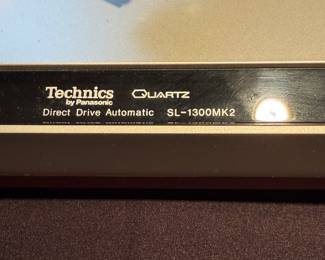 Technics QUARTZ
by Panasonic
Direct Drive Automatic SL-1300MK2